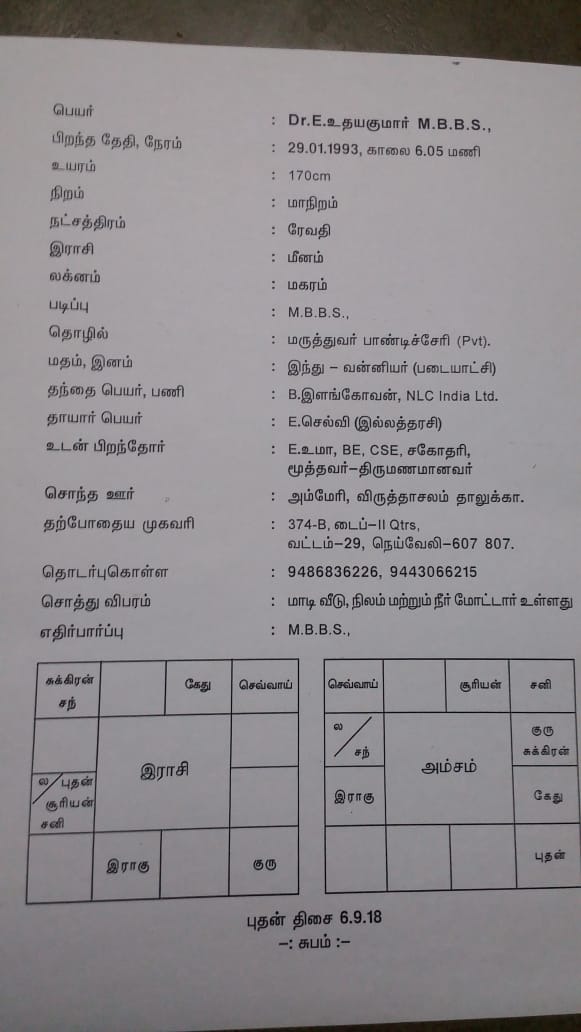 பெயர் : Dr.E.உதயகுமார் M.B.B.S.,
பிறந்த தேதி, நேரம் : 29.01.1993, காலை 6.05 மணி
உயரம் : 170cm
நிறம் : மாநிறம்
நட்சத்திரம் : ரேவதி
இராசி : மீனம்
லக்னம் : மகரம்
படிப்பு : M.B.B.S.,
தொழில் : மருத்துவர் பாண்டிச்சேரி (Pvt).
மதம், இனம் : இந்து – வன்னியர் (படையாட்சி)
தந்தை பெயர், பணி : B.இளங்கோவன், NLC India Ltd.
தாயார் பெயர் : E.செல்வி (இல்லத்தரசி)
உடன் பிறந்தோர் : E.உமா, BE, CSE, சகோதரி,
மூத்தவர்–திருமணமானவர்
சொந்த ஊர் : அம்மேரி, விருத்தாசலம் தாலுக்கா.
தற்போதைய முகவரி : 374-B, டைப்–II Qtrs,
வட்டம்–29, நெய்வேலி–607 807.
தொடர்புகொள்ள : 9486836226, 9443066215
சொத்து விபரம் : மாடி வீடு, நிலம் மற்றும் நீர் மோட்டார் உள்ளது
எதிர்பார்ப்பு : M.B.B.S.,
சுக்கிரன் சந் கேது செவ்வாய்
இராசி
ல புதன் சூரியன் சனி
இராகு குரு
செவ்வாய் சூரியன் சனி
ல சந் குரு சுக்கிரன்
அம்சம்
இராகு கேது
புதன்
புதன் திசை 6.9.18
–: சுபம் :–